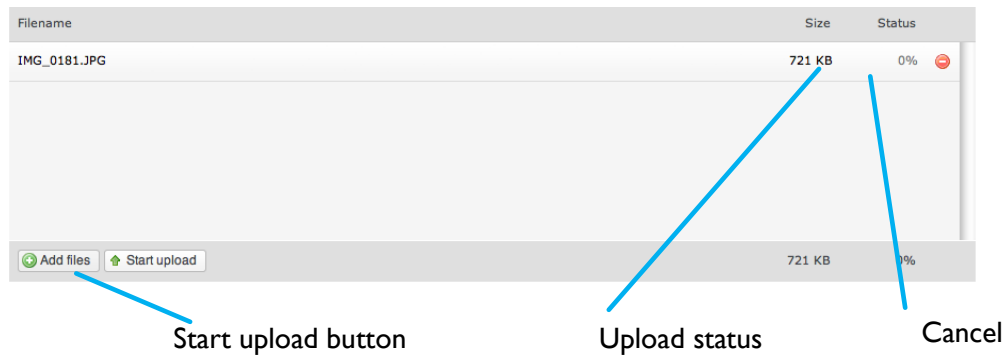 Filename Size Status
IMG_0181.JPG 721 KB 0%
Add files Start upload 721 KB 0%
Start upload button Upload status Cancel